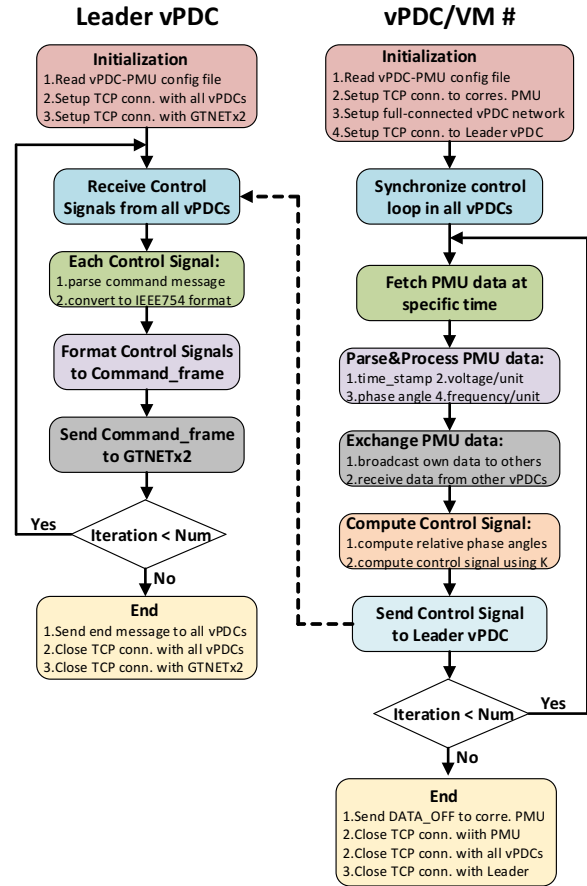 Leader vPDC
Initialization
1.Read vPDC-PMU config file
2.Setup TCP conn. with all vPDCs
3.Setup TCP conn. with GTNETx2
Receive Control
Signals from all vPDCs
Each Control Signal:
1.parse command message
2.convert to IEEE754 format
Format Control Signals
to Command_frame
Send Command_frame
to GTNETx2
Yes
Iteration < Num
No
End
1.Send end message to all vPDCs
2.Close TCP conn. with all vPDCs
3.Close TCP conn. with GTNETx2
vPDC/VM #
Initialization
1.Read vPDC-PMU config file
2.Setup TCP conn. to corres. PMU
3.Setup full-connected vPDC network
4.Setup TCP conn. to Leader vPDC
Synchronize control
loop in all vPDCs
Fetch PMU data at
specific time
Parse&Process PMU data:
1.time_stamp 2.voltage/unit
3.phase angle 4.frequency/unit
Exchange PMU data:
1.broadcast own data to others
2.receive data from other vPDCs
Compute Control Signal:
1.compute relative phase angles
2.compute control signal using K
Send Control Signal
to Leader vPDC
Iteration < Num
Yes
No
End
1.Send DATA_OFF to corre. PMU
2.Close TCP conn. wiith PMU
2.Close TCP conn. with all vPDCs
3.Close TCP conn. with Leader